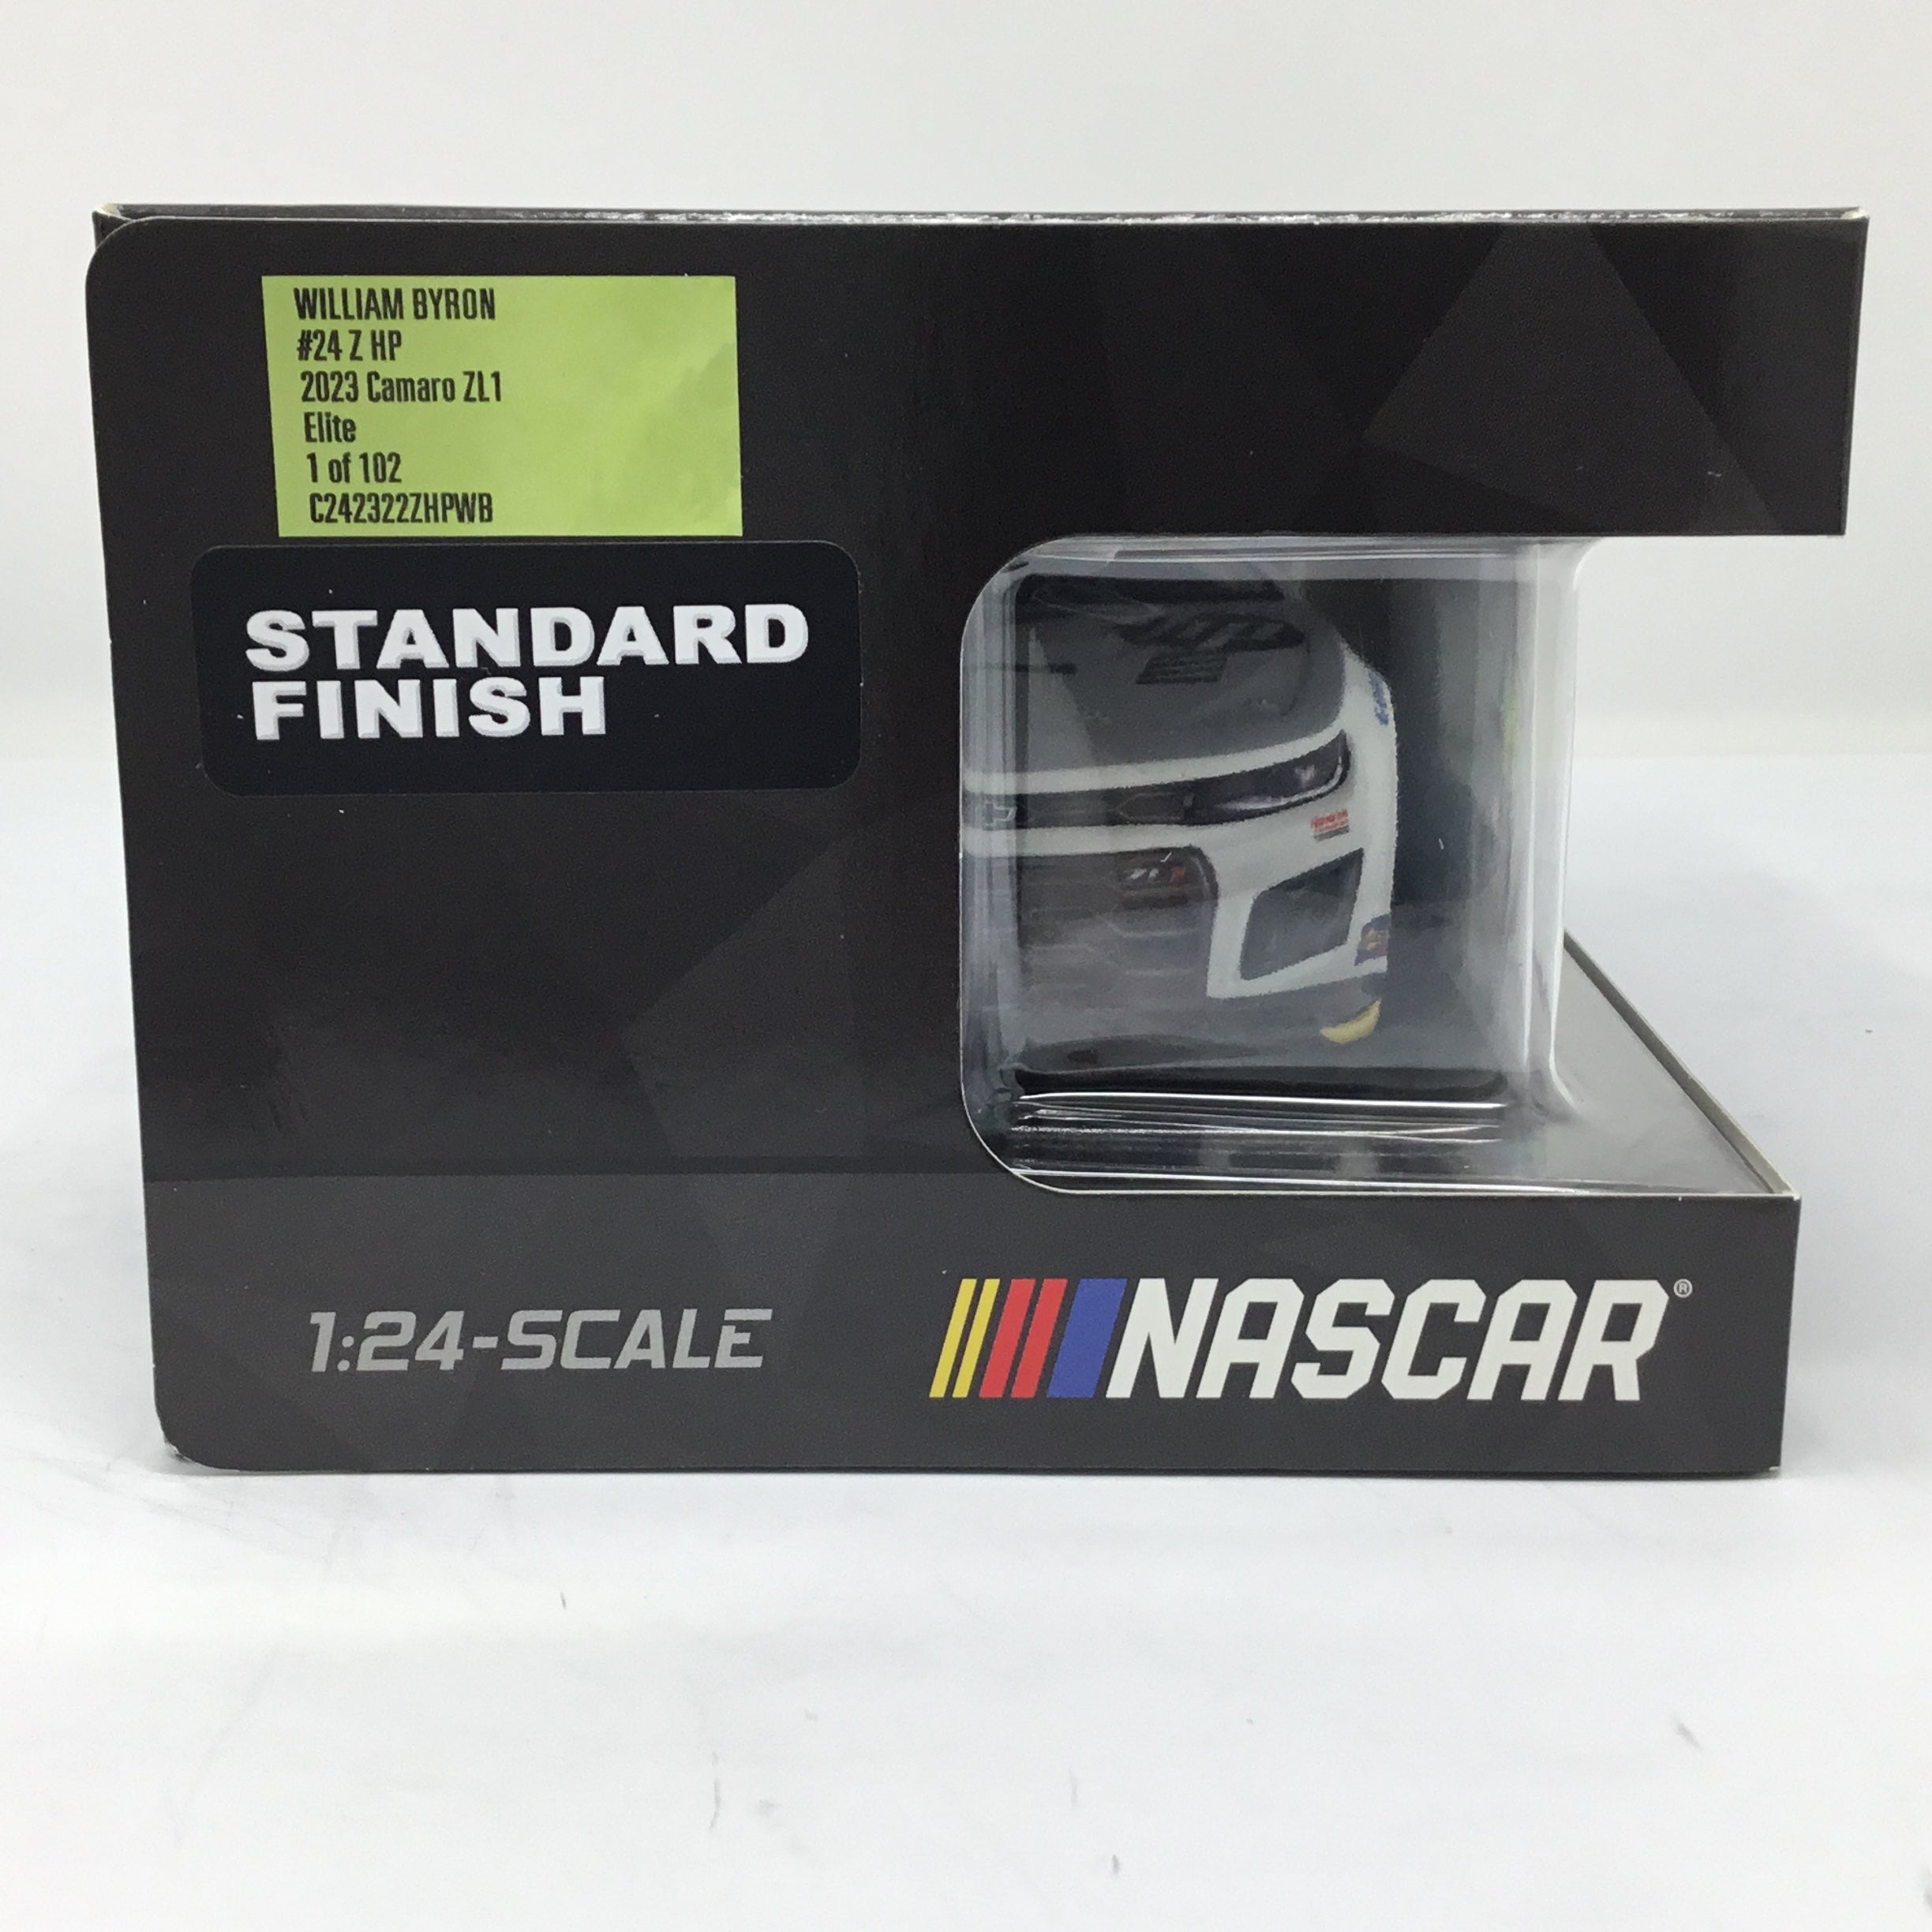 WILLIAM BYRON
#24 Z HP
2023 Camaro ZL1
Elite
1 of 102
C242322ZHPWB
STANDARD
FINISH
1:24-SCALE
NASCAR®